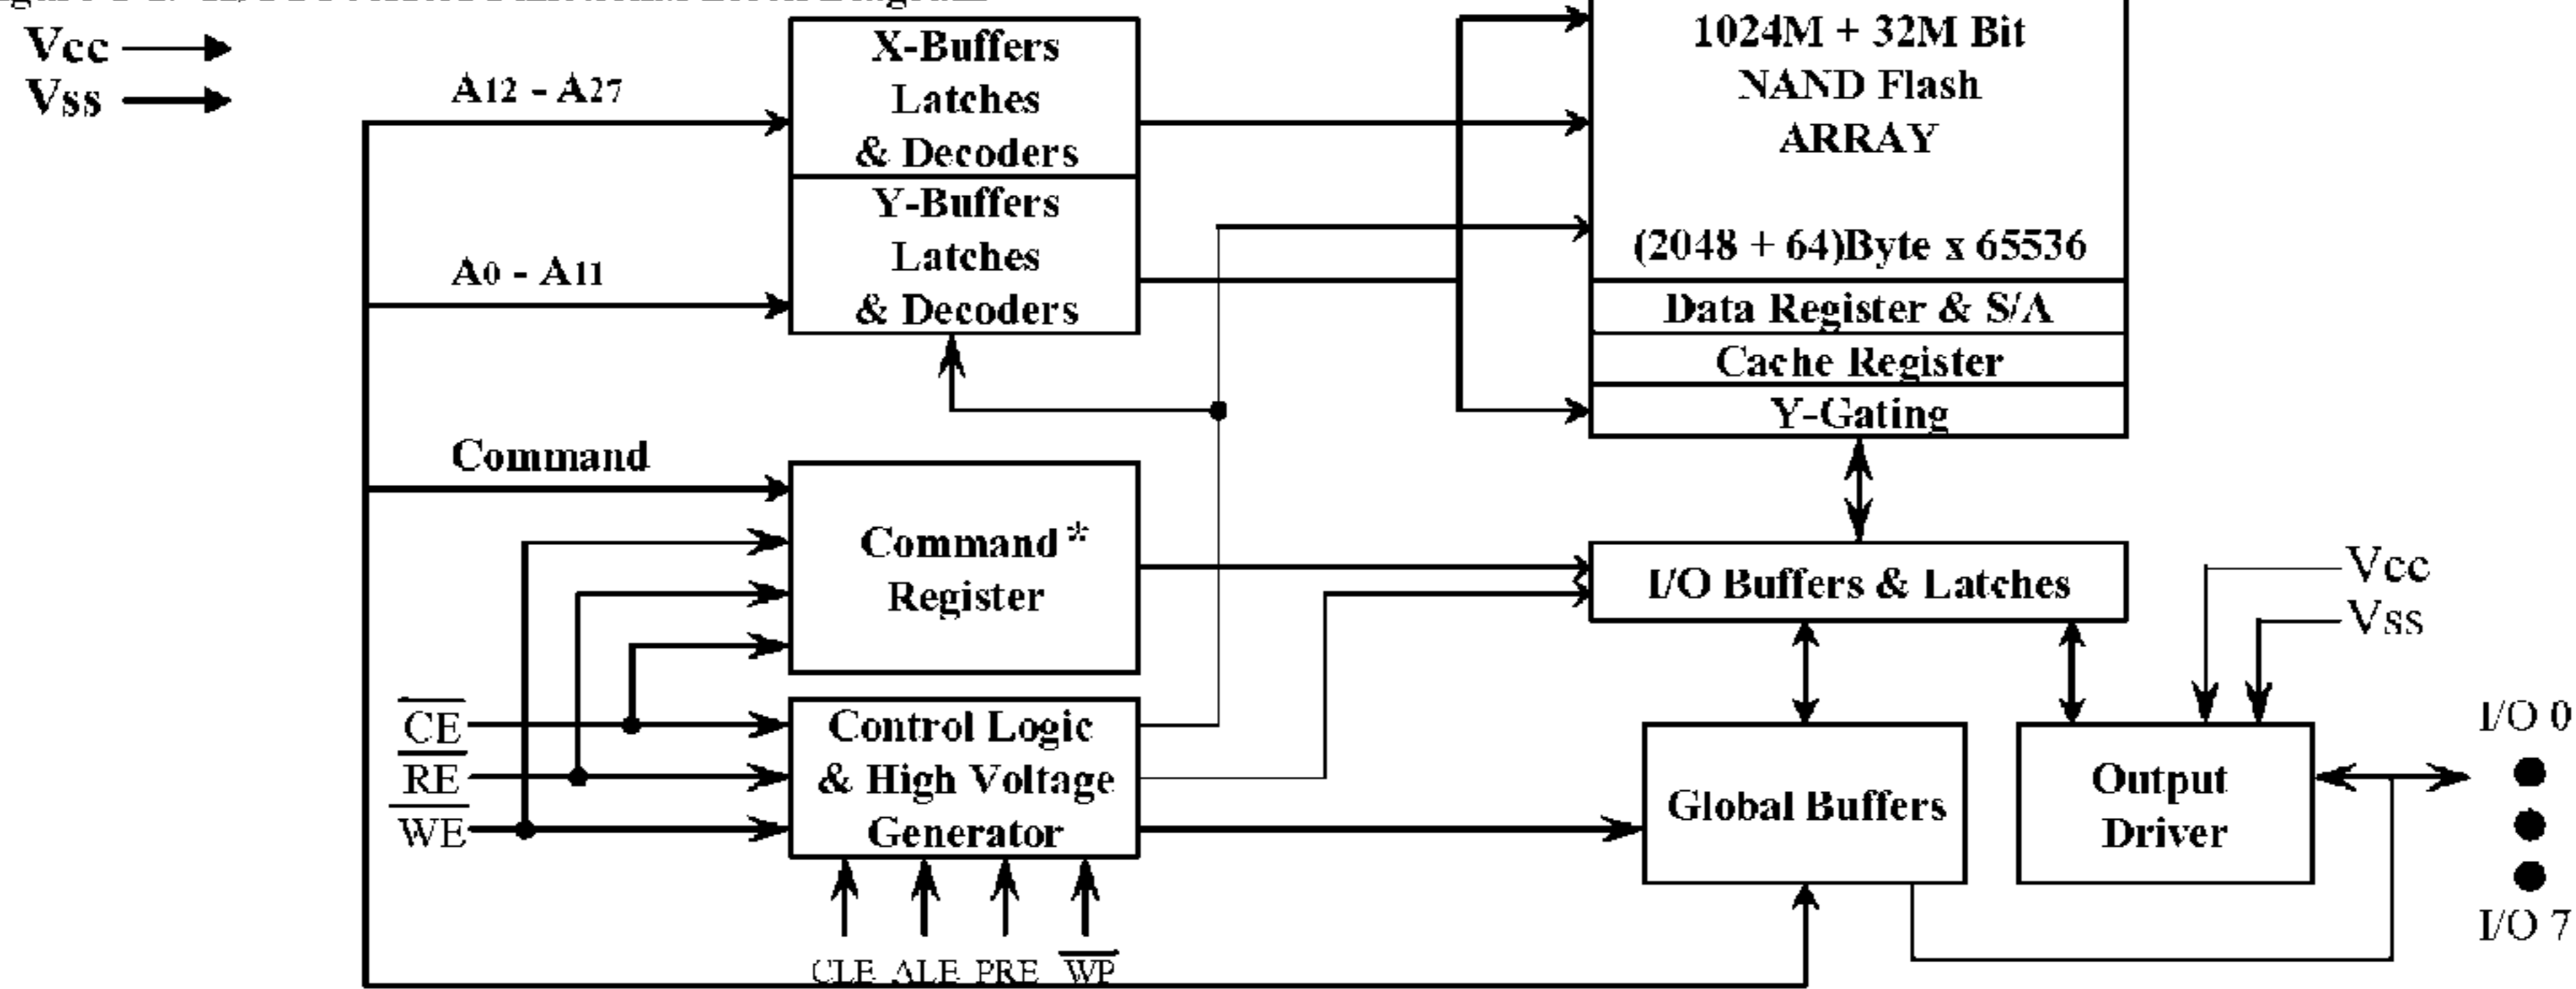 Vcc
Vss
A12 - A27
X-Buffers
Latches
& Decoders
A0 - A11
Y-Buffers
Latches
& Decoders
1024M + 32M Bit
NAND Flash
ARRAY
(2048 + 64)Byte x 65536
Data Register & S/A
Cache Register
Y-Gating
Command
Command *
Register
I/O Buffers & Latches
Vcc
Vss
CE
RE
WE
Control Logic
& High Voltage
Generator
Global Buffers
Output
Driver
I/O 0
I/O 7
CLE ALE PRE WP